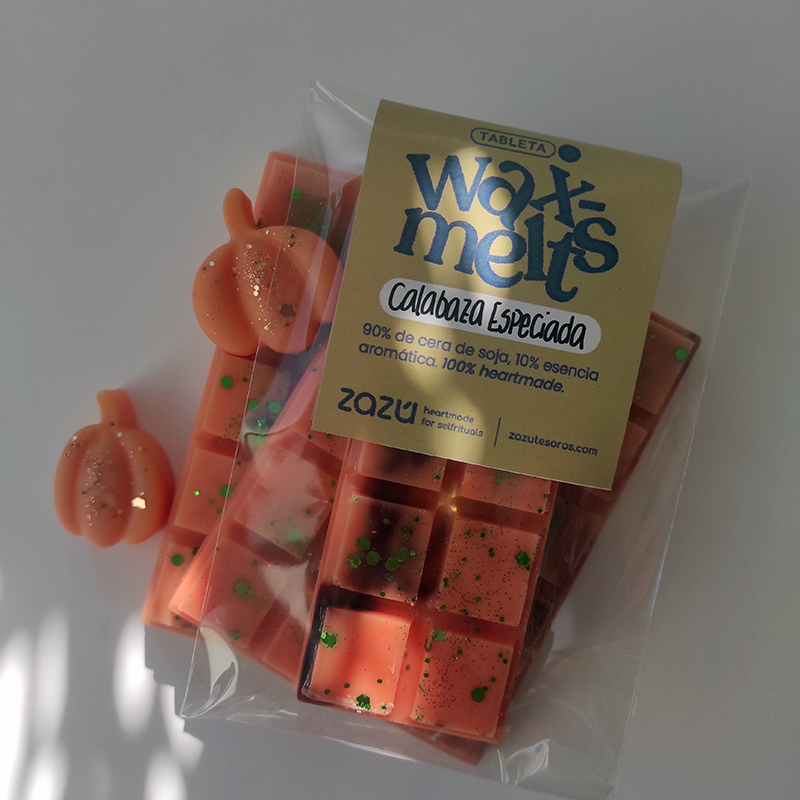 TABLETA
wax-
melts
Calabaza Especiada
90% de cera de soja, 10% esencia
aromática. 100% heartmade.
zazú
heartmade
for selfrituals
zazutesoros.com